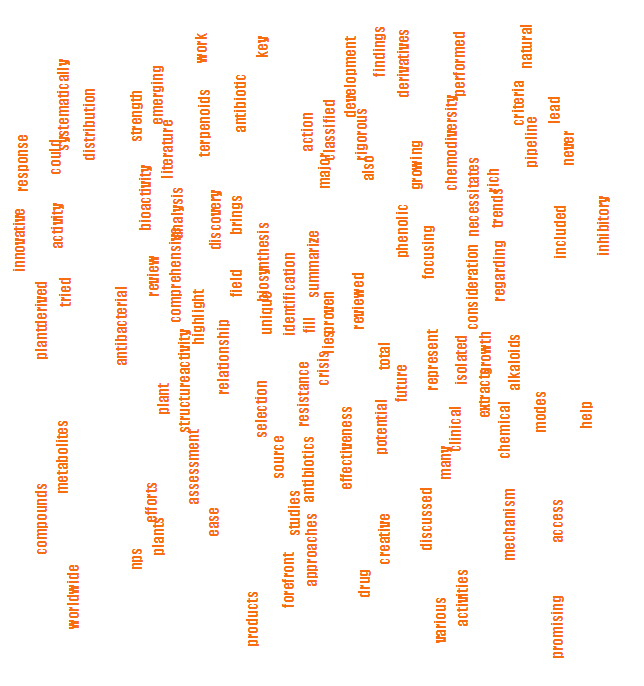 response
innovative
plantderived
compounds
could
systematically
activity
tried
metabolites
worldwide
distribution
antibacterial
strength
emerging
bioactivity
literature
review
plant
nps
efforts
plants
analysis
comprehensive
structureactivity
highlight
assessment
work
terpenoids
discovery
relationship
ease
antibiotic
brings
field
key
biosynthesis
unique
selection
products
identification
source
studies
forefront
action
summarize
fill
resistance
antibiotics
approaches
major
classified
proven
lies
crisis
development
rigorous
also
reviewed
effectiveness
drug
findings
derivatives
growing
phenolic
focusing
total
future
potential
creative
represent
discussed
many
various
performed
chemodiversity
necessitates
consideration
isolated
clinical
activities
rich
trends
regarding
growth
extracts
alkaloids
chemical
mechanism
natural
criteria
pipeline
lead
never
included
modes
access
promising
inhibitory
help